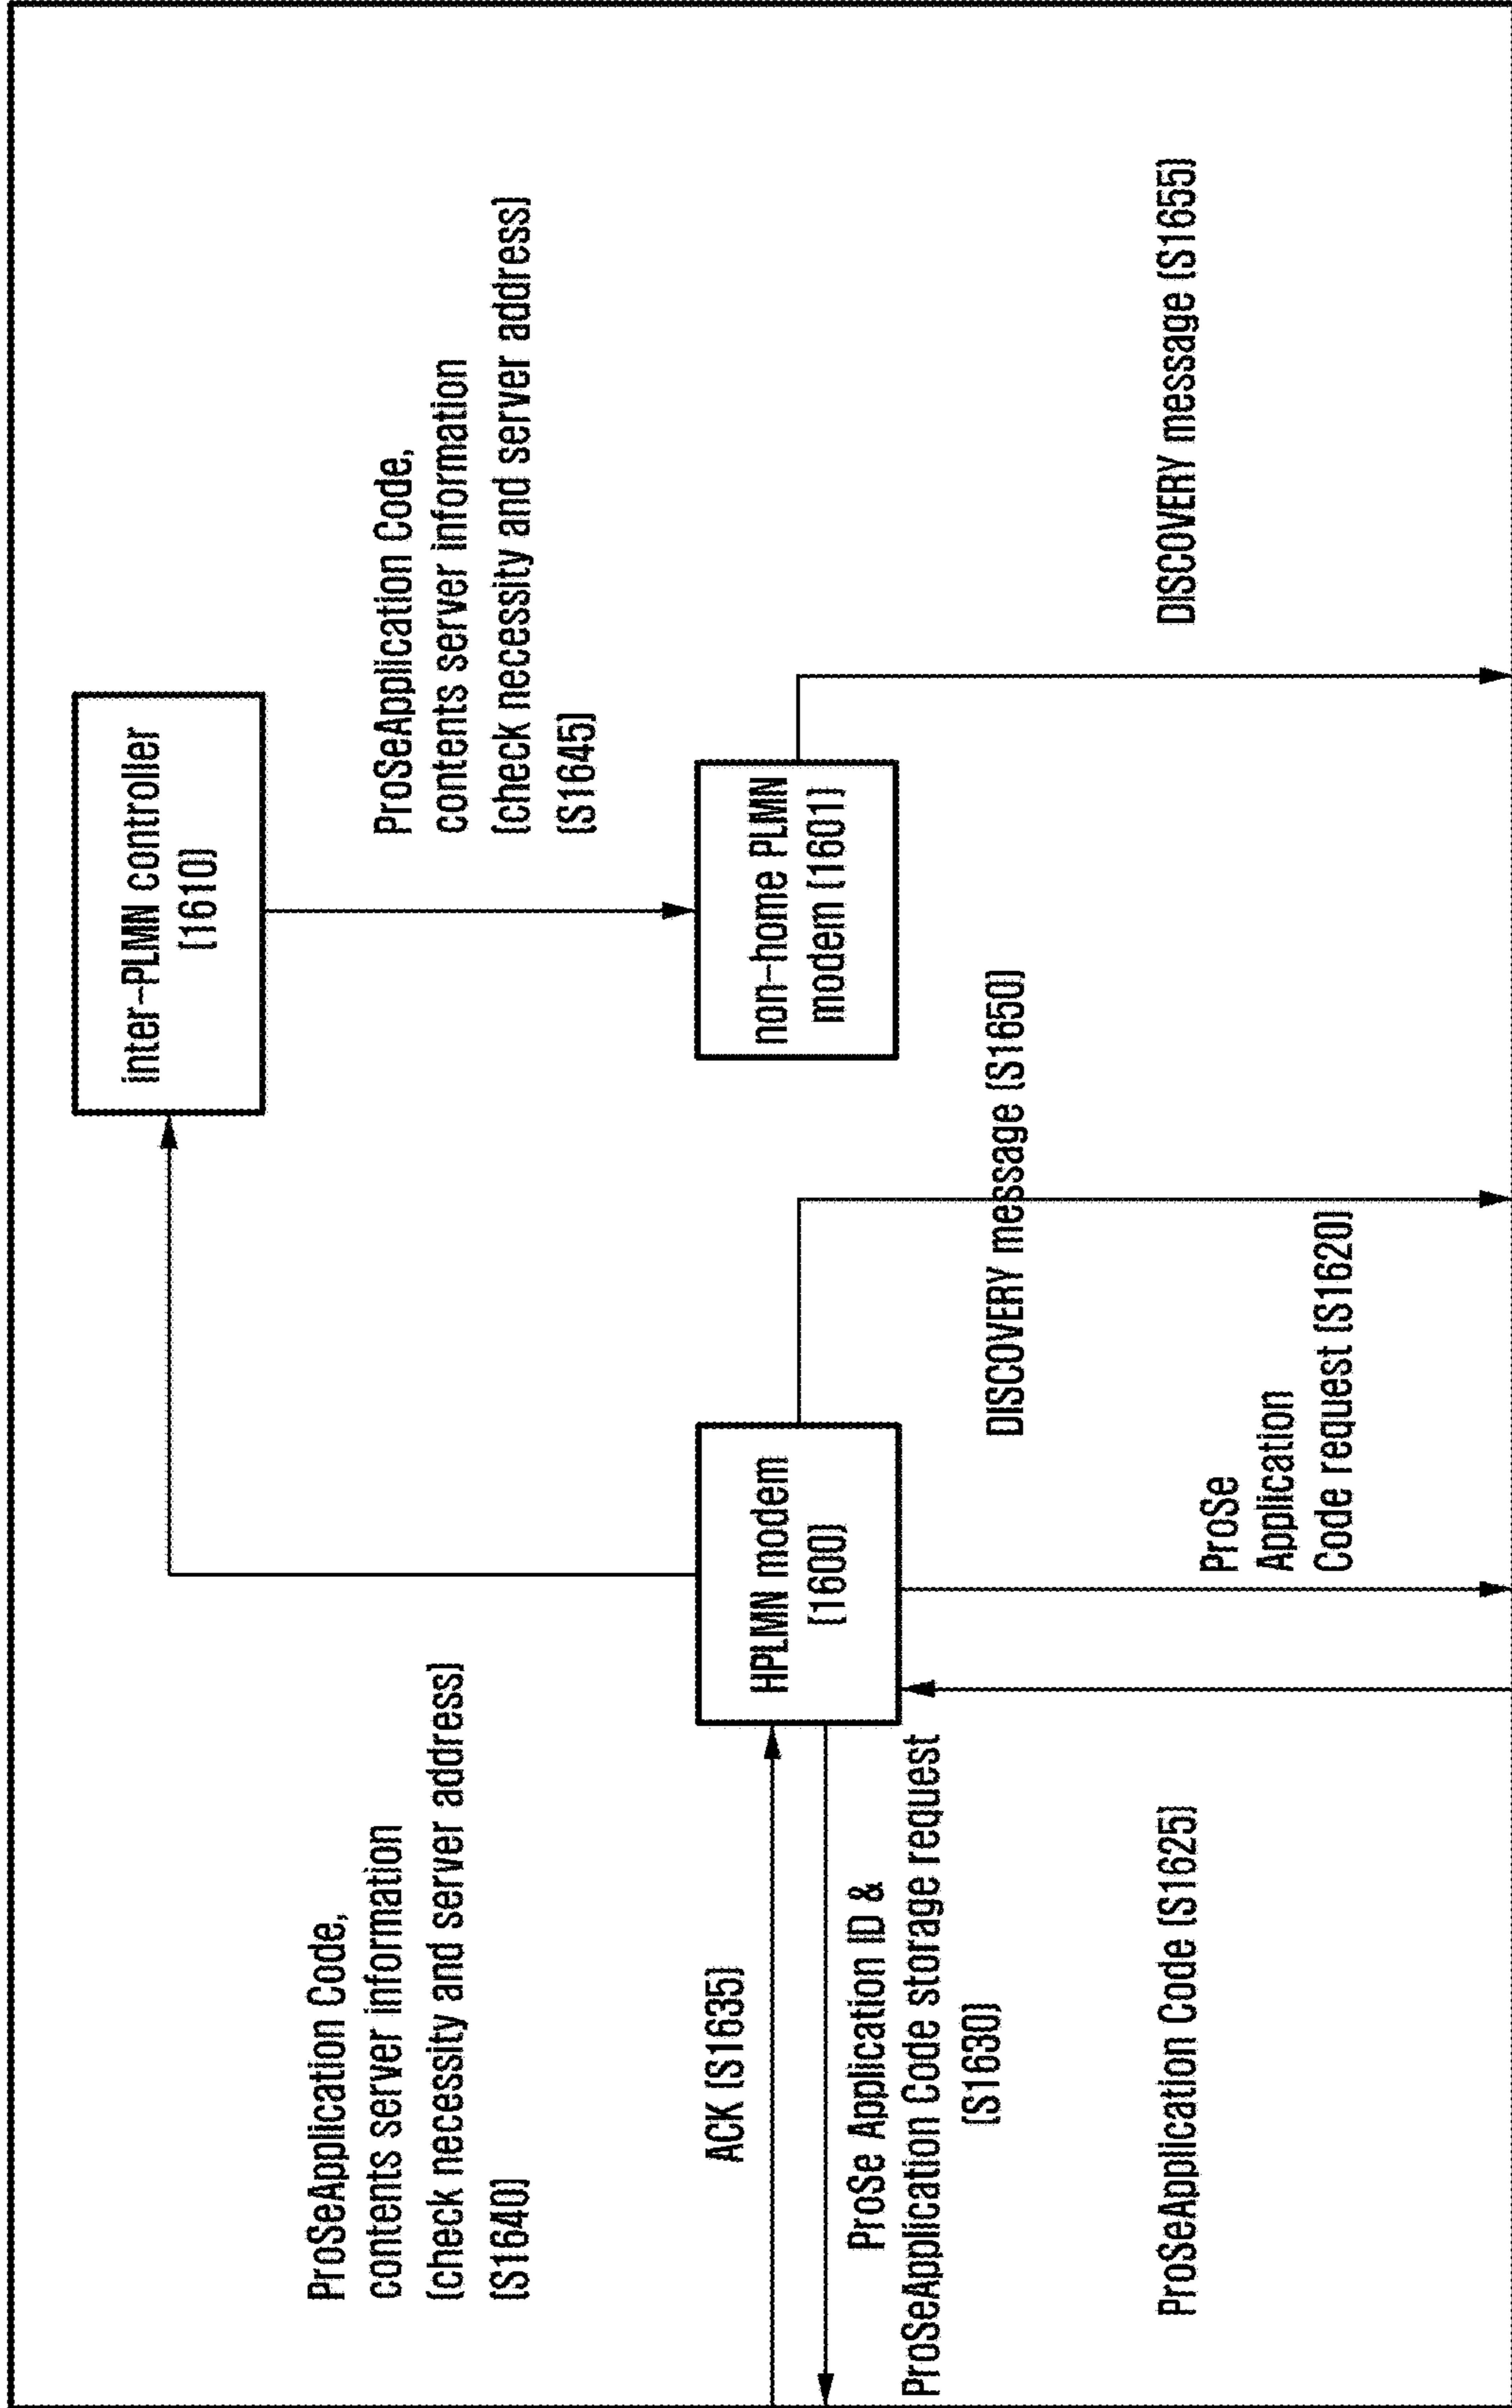 inter-PLMN controller
(1610)
ProSeApplication Code,
contents server information
(check necessity and server address)
(S1640)
ProSeApplication Code,
contents server information
(check necessity and server address)
(S1645)
ACK (S1635)
HPLMN modem
(1600)
non-home PLMN
modem (1601)
ProSe Application ID &
ProSeApplication Code storage request
(S1630)
DISCOVERY message (S1650)
ProSeApplication Code (S1625)
ProSe
Application
Code request (S1620)
DISCOVERY message (S1655)